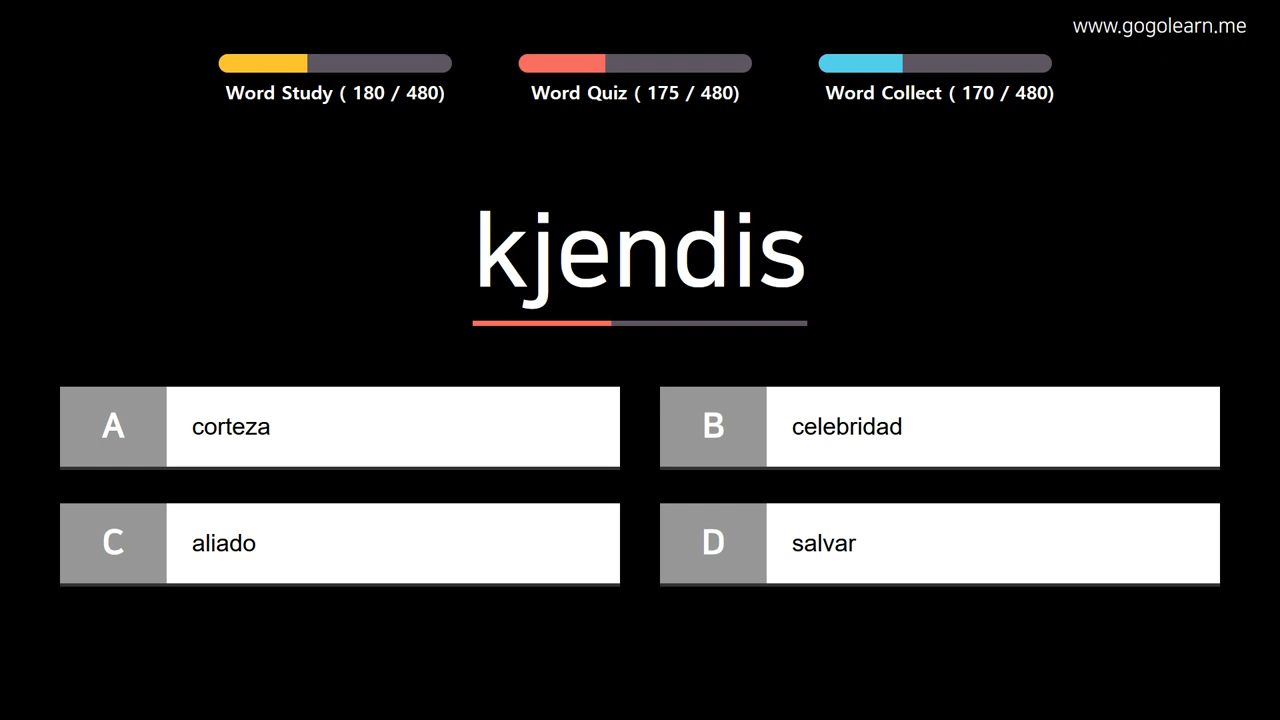 www.gogolearn.me
Word Study ( 180 / 480)
Word Quiz ( 175 / 480)
Word Collect ( 170 / 480)
kjendis
A corteza
B celebridad
C aliado
D salvar